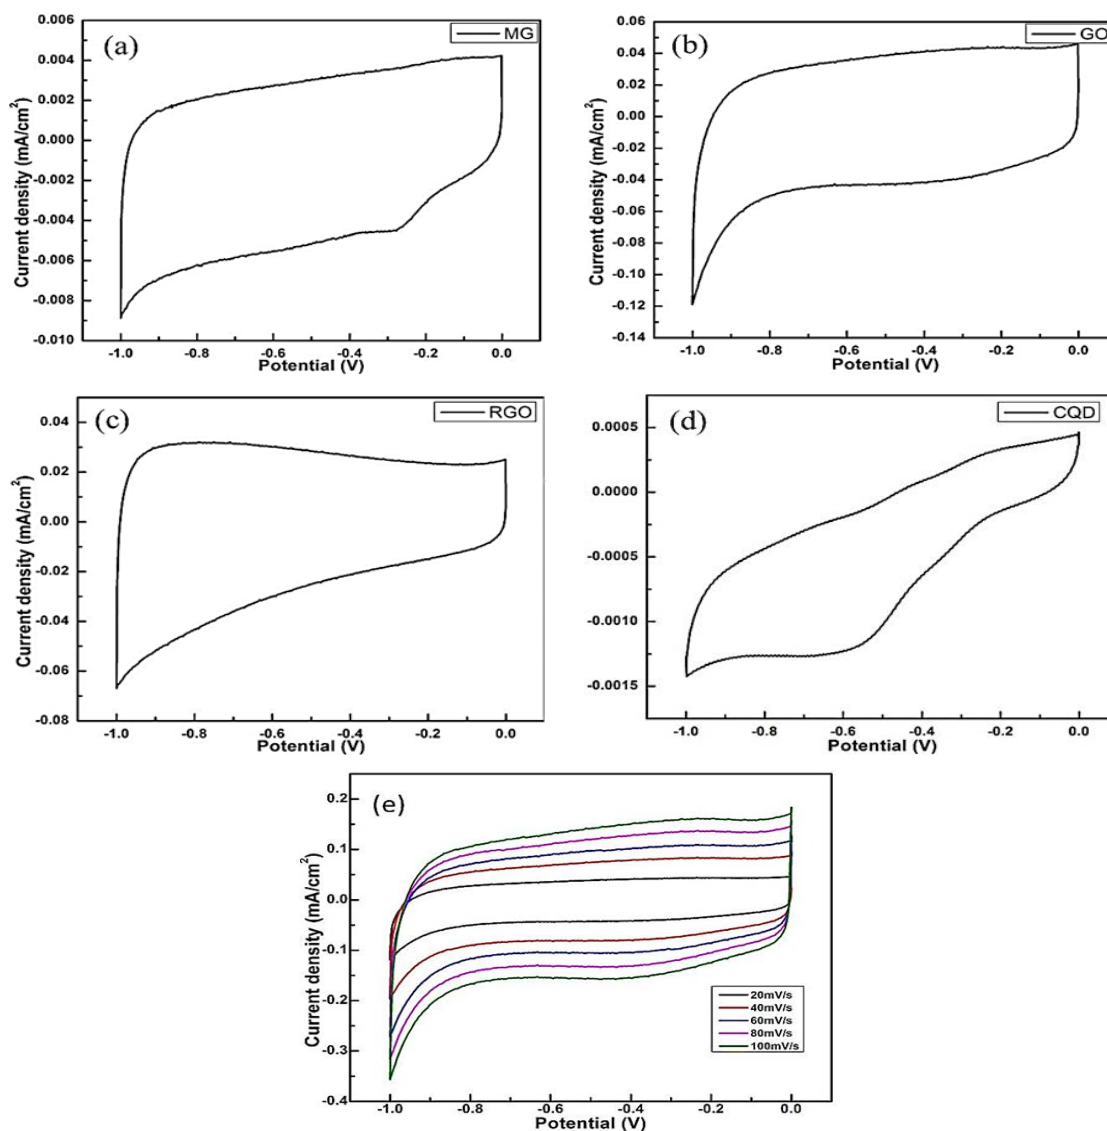 (a)
MG
0.006
0.004
0.002
0.000
-0.002
-0.004
-0.006
-0.008
-0.010
Current density (mA/cm²)
-1.0 -0.8 -0.6 -0.4 -0.2 0.0
Potential (V)
(b)
GO
0.06
0.04
0.02
0.00
-0.02
-0.04
-0.06
-0.08
-0.10
-0.12
-0.14
Current density (mA/cm²)
-1.0 -0.8 -0.6 -0.4 -0.2 0.0
Potential (V)
(c)
RGO
0.04
0.02
0.00
-0.02
-0.04
-0.06
-0.08
Current density (mA/cm²)
-1.0 -0.8 -0.6 -0.4 -0.2 0.0
Potential (V)
(d)
CQD
0.0005
0.0000
-0.0005
-0.0010
-0.0015
Current density (mA/cm²)
-1.0 -0.8 -0.6 -0.4 -0.2 0.0
Potential (V)
(e)
0.2
0.1
0.0
-0.1
-0.2
-0.3
-0.4
Current density (mA/cm²)
20mV/s
40mV/s
60mV/s
80mV/s
100mV/s
-1.0 -0.8 -0.6 -0.4 -0.2 0.0
Potential (V)